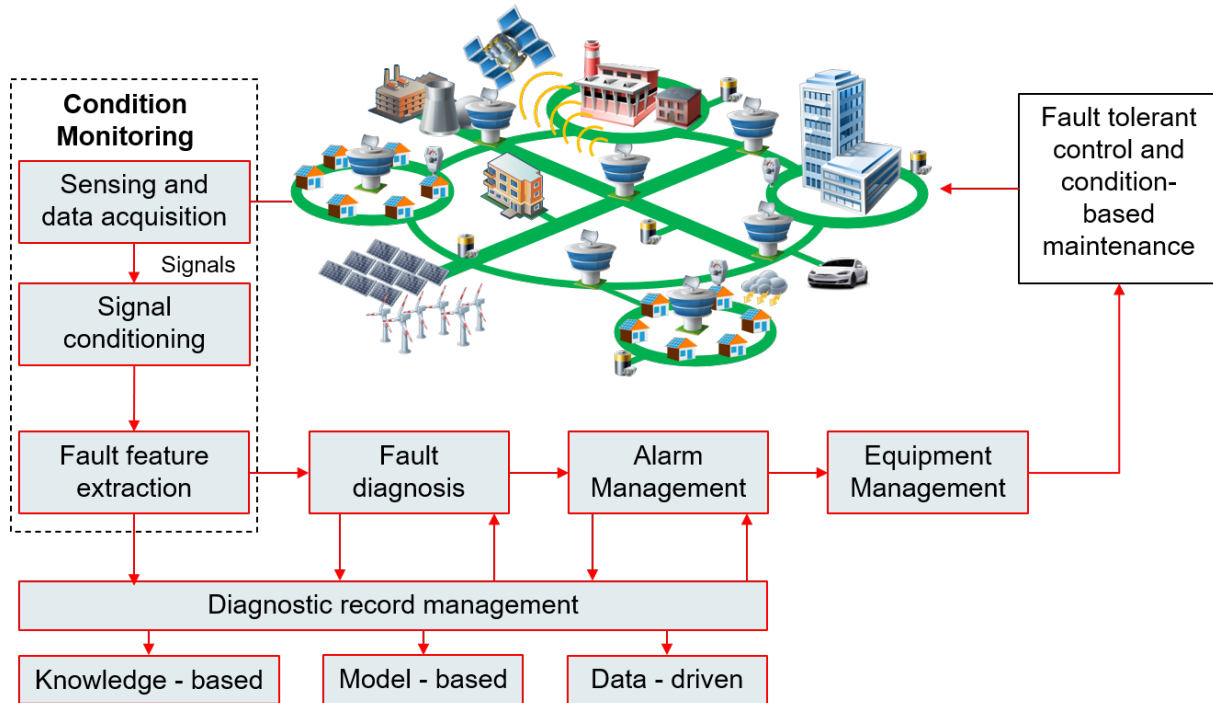 Condition
Monitoring
Sensing and
data acquisition
Signals
Signal
conditioning
Fault feature
extraction
Fault
diagnosis
Alarm
Management
Equipment
Management
Fault tolerant
control and
condition-
based
maintenance
Diagnostic record management
Knowledge - based
Model - based
Data - driven